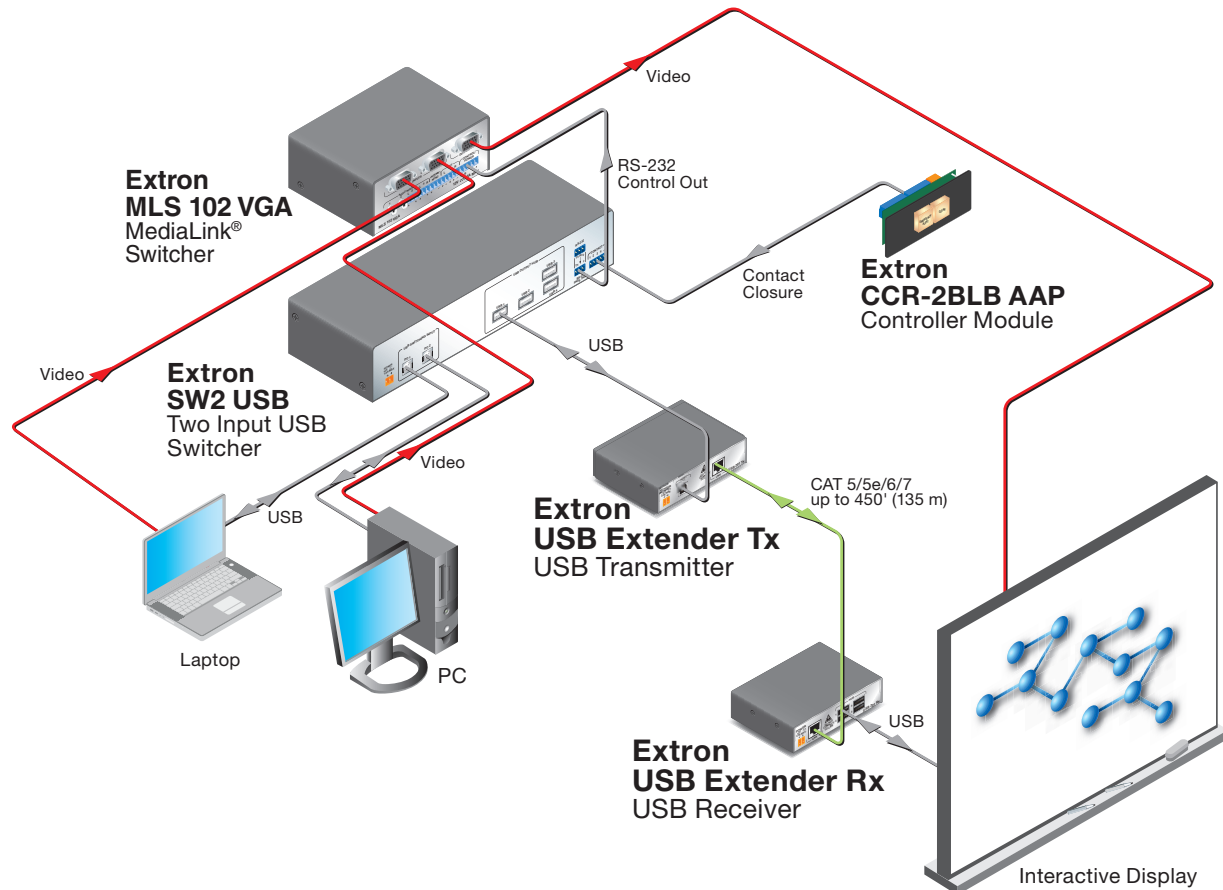 Video
RS-232
Control Out
Extron
MLS 102 VGA
MediaLink®
Switcher
Contact
Closure
Extron
CCR-2BLB AAP
Controller Module
USB
Video
Extron
SW2 USB
Two Input USB
Switcher
Video
USB
CAT 5/5e/6/7
up to 450' (135 m)
Extron
USB Extender Tx
USB Transmitter
Laptop
PC
USB
Extron
USB Extender Rx
USB Receiver
Interactive Display